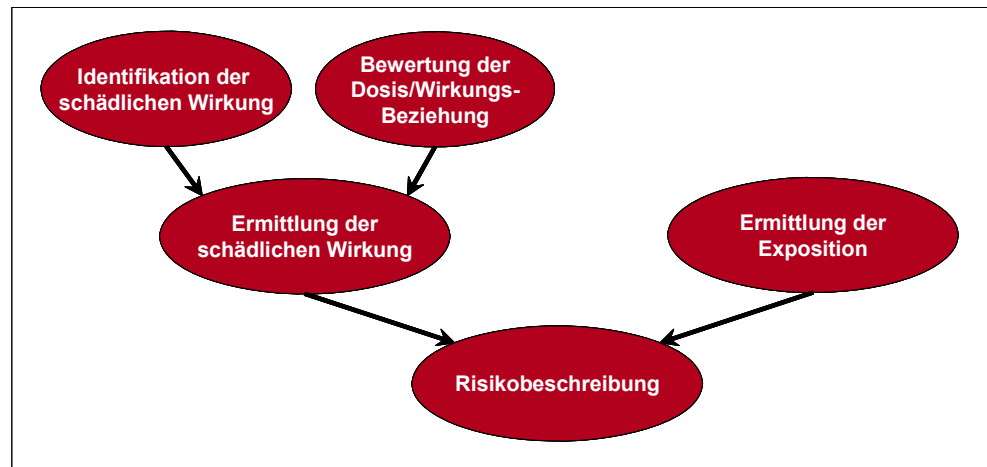 Identifikation der
schädlichen Wirkung
Bewertung der
Dosis/Wirkungs-
Beziehung
Ermittlung der
schädlichen Wirkung
Ermittlung der
Exposition
Risikobeschreibung